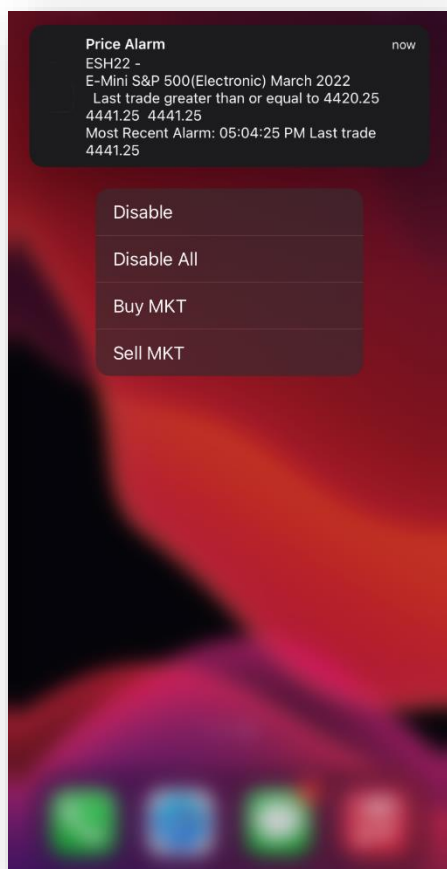 Price Alarm now
ESH22 -
E-Mini S&P 500(Electronic) March 2022
Last trade greater than or equal to 4420.25
4441.25  4441.25
Most Recent Alarm: 05:04:25 PM Last trade
4441.25
Disable
Disable All
Buy MKT
Sell MKT